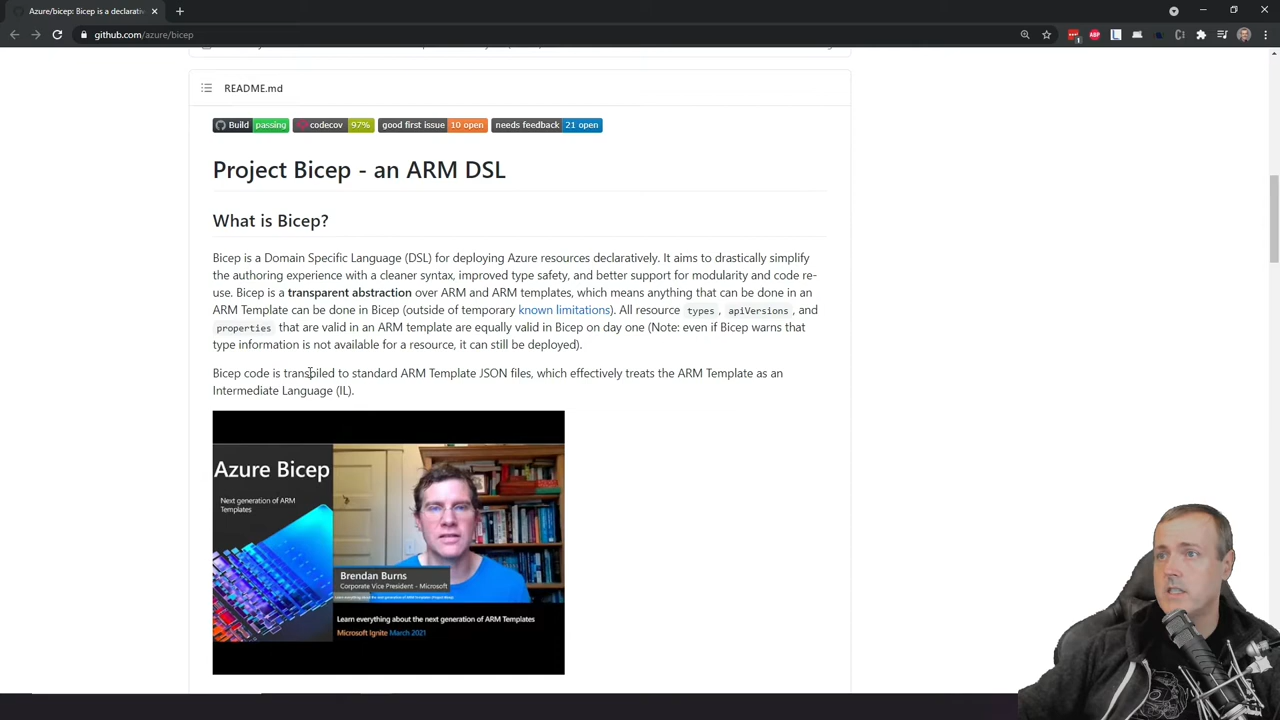 Azure/bicep: Bicep is a declarativ
github.com/azure/bicep
README.md
Build passing codecov 97% good first issue 10 open needs feedback 21 open
Project Bicep - an ARM DSL
What is Bicep?
Bicep is a Domain Specific Language (DSL) for deploying Azure resources declaratively. It aims to drastically simplify
the authoring experience with a cleaner syntax, improved type safety, and better support for modularity and code re-
use. Bicep is a transparent abstraction over ARM and ARM templates, which means anything that can be done in an
ARM Template can be done in Bicep (outside of temporary known limitations). All resource types, apiVersions, and
properties that are valid in an ARM template are equally valid in Bicep on day one (Note: even if Bicep warns that
type information is not available for a resource, it can still be deployed).
Bicep code is transpiled to standard ARM Template JSON files, which effectively treats the ARM Template as an
Intermediate Language (IL).
Azure Bicep
Next generation of ARM
Templates
Brendan Burns
Corporate Vice President - Microsoft
Learn everything about the next generation of ARM Templates
Microsoft Ignite March 2021